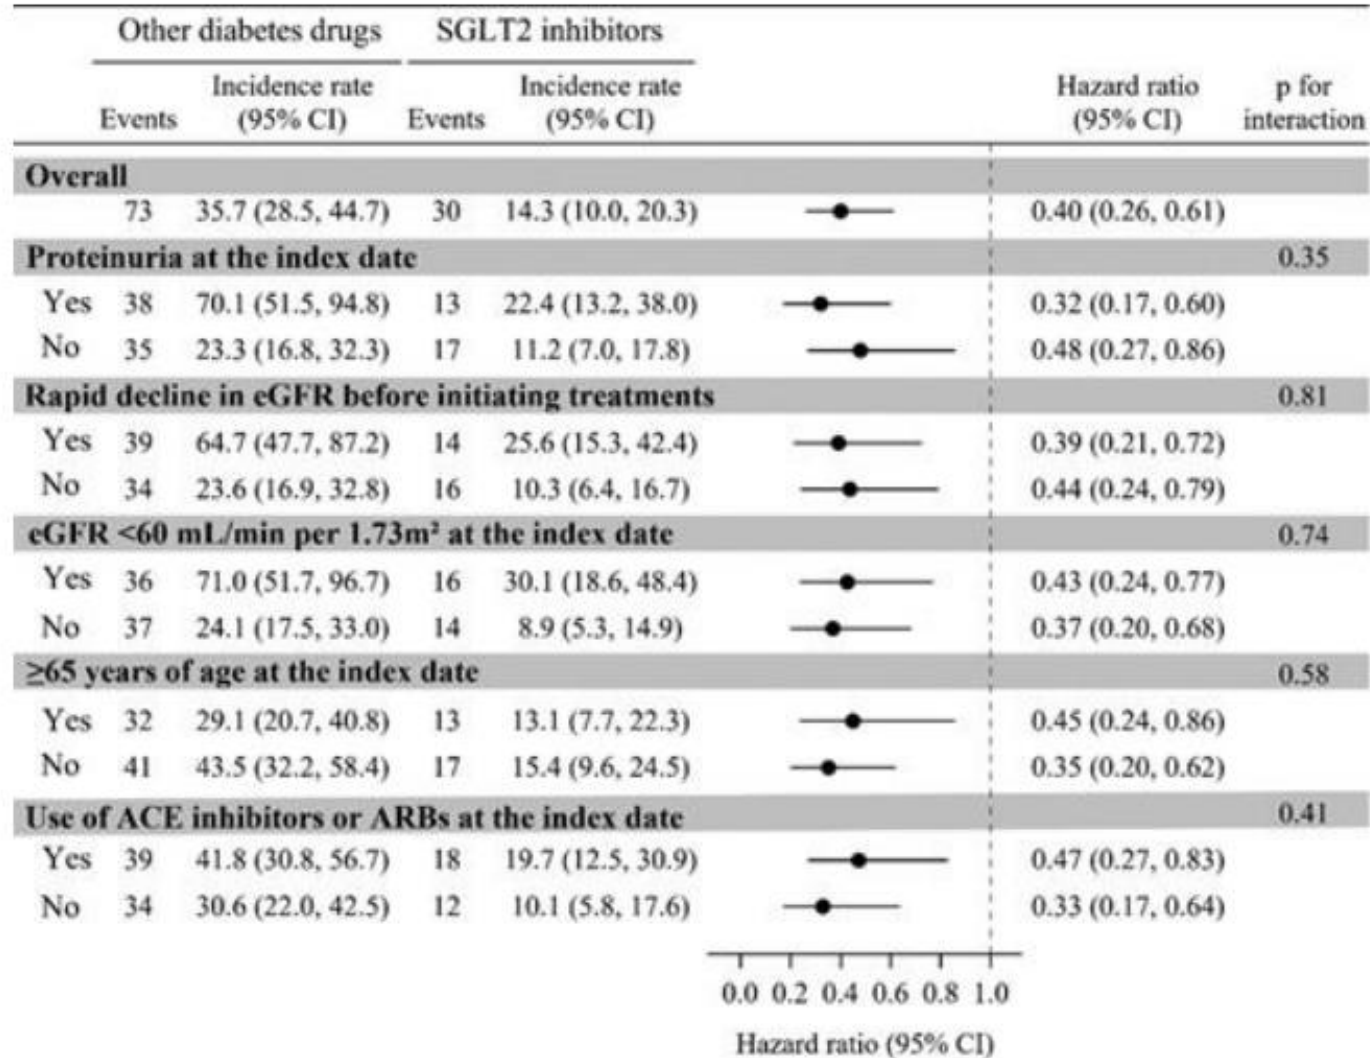 Other diabetes drugs SGLT2 inhibitors
Events Incidence rate (95% CI) Events Incidence rate (95% CI) Hazard ratio (95% CI) p for interaction
Overall
73 35.7 (28.5, 44.7) 30 14.3 (10.0, 20.3) 0.40 (0.26, 0.61)
Proteinuria at the index date 0.35
Yes 38 70.1 (51.5, 94.8) 13 22.4 (13.2, 38.0) 0.32 (0.17, 0.60)
No 35 23.3 (16.8, 32.3) 17 11.2 (7.0, 17.8) 0.48 (0.27, 0.86)
Rapid decline in eGFR before initiating treatments 0.81
Yes 39 64.7 (47.7, 87.2) 14 25.6 (15.3, 42.4) 0.39 (0.21, 0.72)
No 34 23.6 (16.9, 32.8) 16 10.3 (6.4, 16.7) 0.44 (0.24, 0.79)
eGFR <60 mL/min per 1.73m² at the index date 0.74
Yes 36 71.0 (51.7, 96.7) 16 30.1 (18.6, 48.4) 0.43 (0.24, 0.77)
No 37 24.1 (17.5, 33.0) 14 8.9 (5.3, 14.9) 0.37 (0.20, 0.68)
≥65 years of age at the index date 0.58
Yes 32 29.1 (20.7, 40.8) 13 13.1 (7.7, 22.3) 0.45 (0.24, 0.86)
No 41 43.5 (32.2, 58.4) 17 15.4 (9.6, 24.5) 0.35 (0.20, 0.62)
Use of ACE inhibitors or ARBs at the index date 0.41
Yes 39 41.8 (30.8, 56.7) 18 19.7 (12.5, 30.9) 0.47 (0.27, 0.83)
No 34 30.6 (22.0, 42.5) 12 10.1 (5.8, 17.6) 0.33 (0.17, 0.64)
0.0 0.2 0.4 0.6 0.8 1.0
Hazard ratio (95% CI)